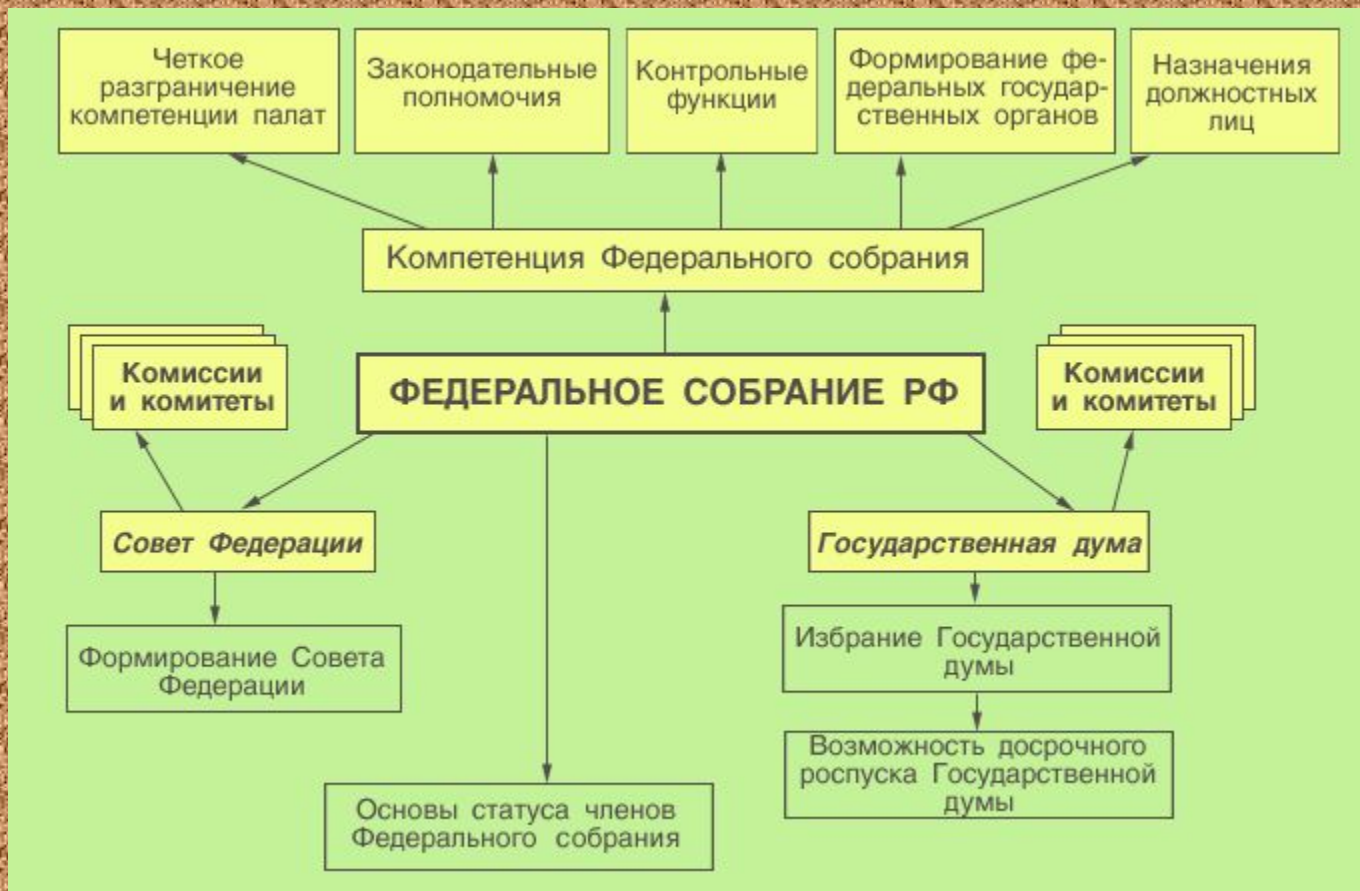 Четкое
разграничение
компетенции палат
Законодательные
полномочия
Контрольные
функции
Формирование фе-
деральных государ-
ственных органов
Назначения
должностных
лиц
Компетенция Федерального собрания
Комиссии
и комитеты
ФЕДЕРАЛЬНОЕ СОБРАНИЕ РФ
Комиссии
и комитеты
Совет Федерации
Государственная дума
Формирование Совета
Федерации
Избрание Государственной
думы
Возможность досрочного
роспуска Государственной
думы
Основы статуса членов
Федерального собрания